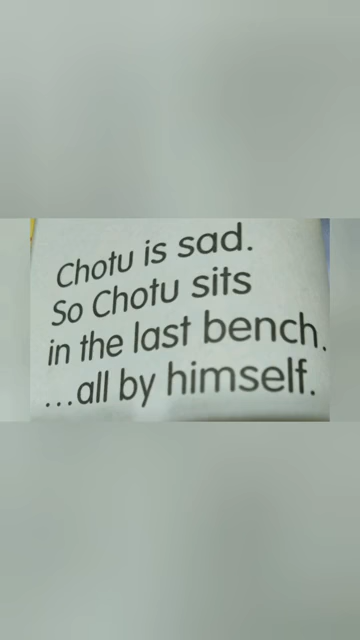 Chotu is sad.
So Chotu sits
in the last bench.
...all by himself.